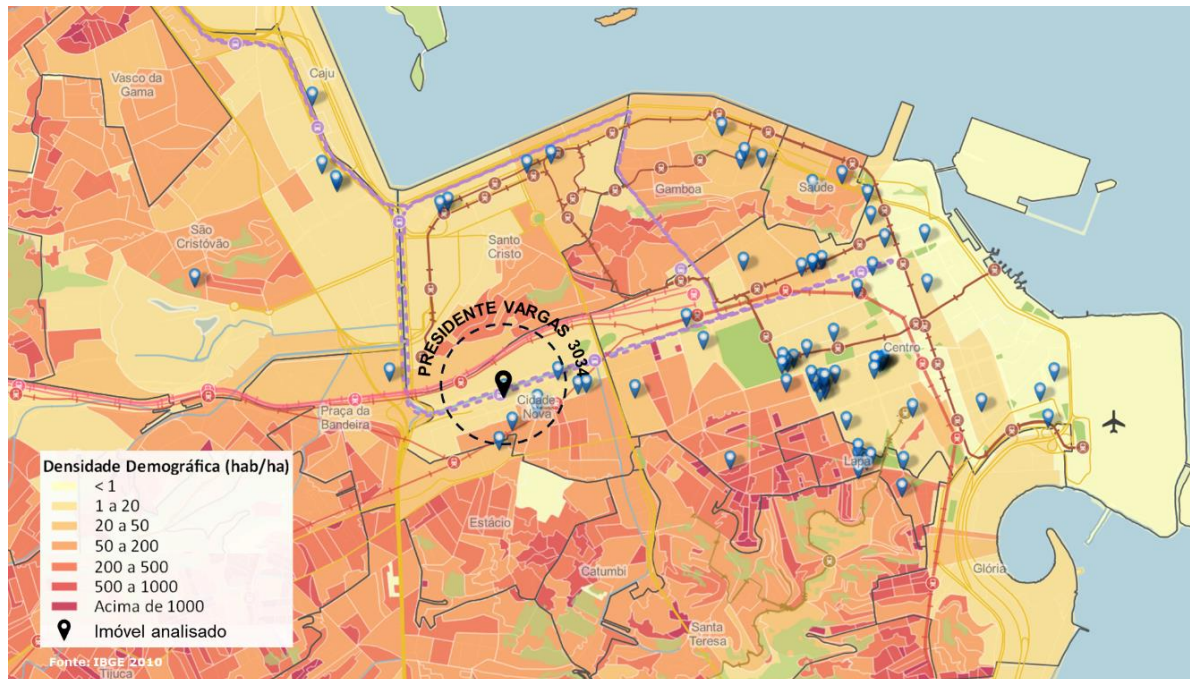 Caju
Vasco da
Gama
Gamboa
Saúde
São
Cristóvão
Santo
Cristo
PRESIDENTE VARGAS 3034
Centro
Cidade
Nova
Praça da
Bandeira
Lapa
Densidade Demográfica (hab/ha)
< 1
1 a 20
20 a 50
50 a 200
200 a 500
500 a 1000
Acima de 1000
Imóvel analisado
Estácio
Catumbi
Glória
Santa
Teresa
Fonte: IBGE 2010
Tijuca